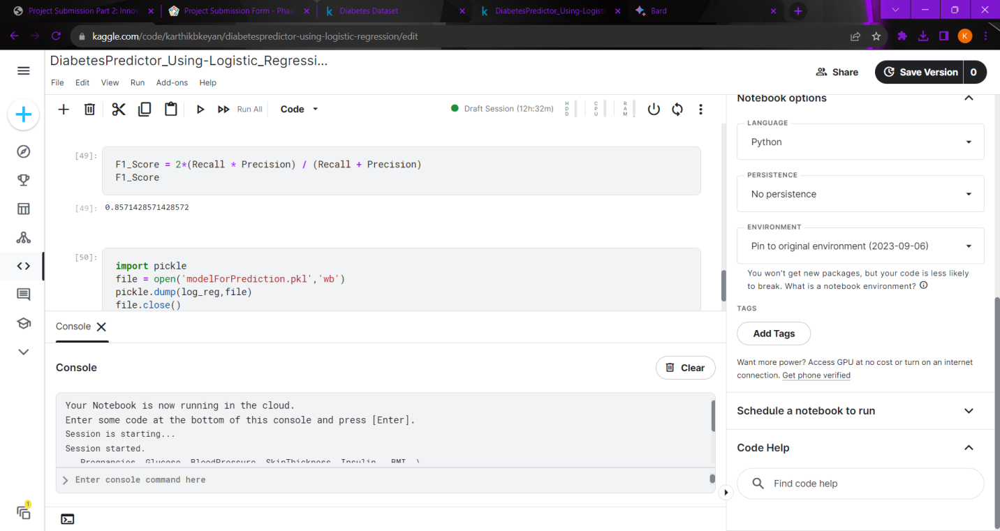 Project Submission Part 2: Innov
Project Submission Form - Phas
Diabetes Dataset
DiabetesPredictor_Using-Logisti
Bard
kaggle.com/code/karthikbkeyan/diabetespredictor-using-logistic-regression/edit
K
DiabetesPredictor_Using-Logistic_Regressi...
File Edit View Run Add-ons Help
Share
Save Version 0
Run All
Code
Draft Session (12h:32m)
HDD
CPU
RAM
[49]:
F1_Score = 2*(Recall * Precision) / (Recall + Precision)
F1_Score
[49]: 0.8571428571428572
[50]:
import pickle
file = open('modelForPrediction.pkl','wb')
pickle.dump(log_reg,file)
file.close()
Console
Console
Clear
Your Notebook is now running in the cloud.
Enter some code at the bottom of this console and press [Enter].
Session is starting...
Session started.
Pregnancies Glucose BloodPressure SkinThickness Insulin BMI \
Enter console command here
1
Notebook options
LANGUAGE
Python
PERSISTENCE
No persistence
ENVIRONMENT
Pin to original environment (2023-09-06)
You won't get new packages, but your code is less likely
to break. What is a notebook environment?
TAGS
Add Tags
Want more power? Access GPU at no cost or turn on an internet
connection. Get phone verified
Schedule a notebook to run
Code Help
Find code help